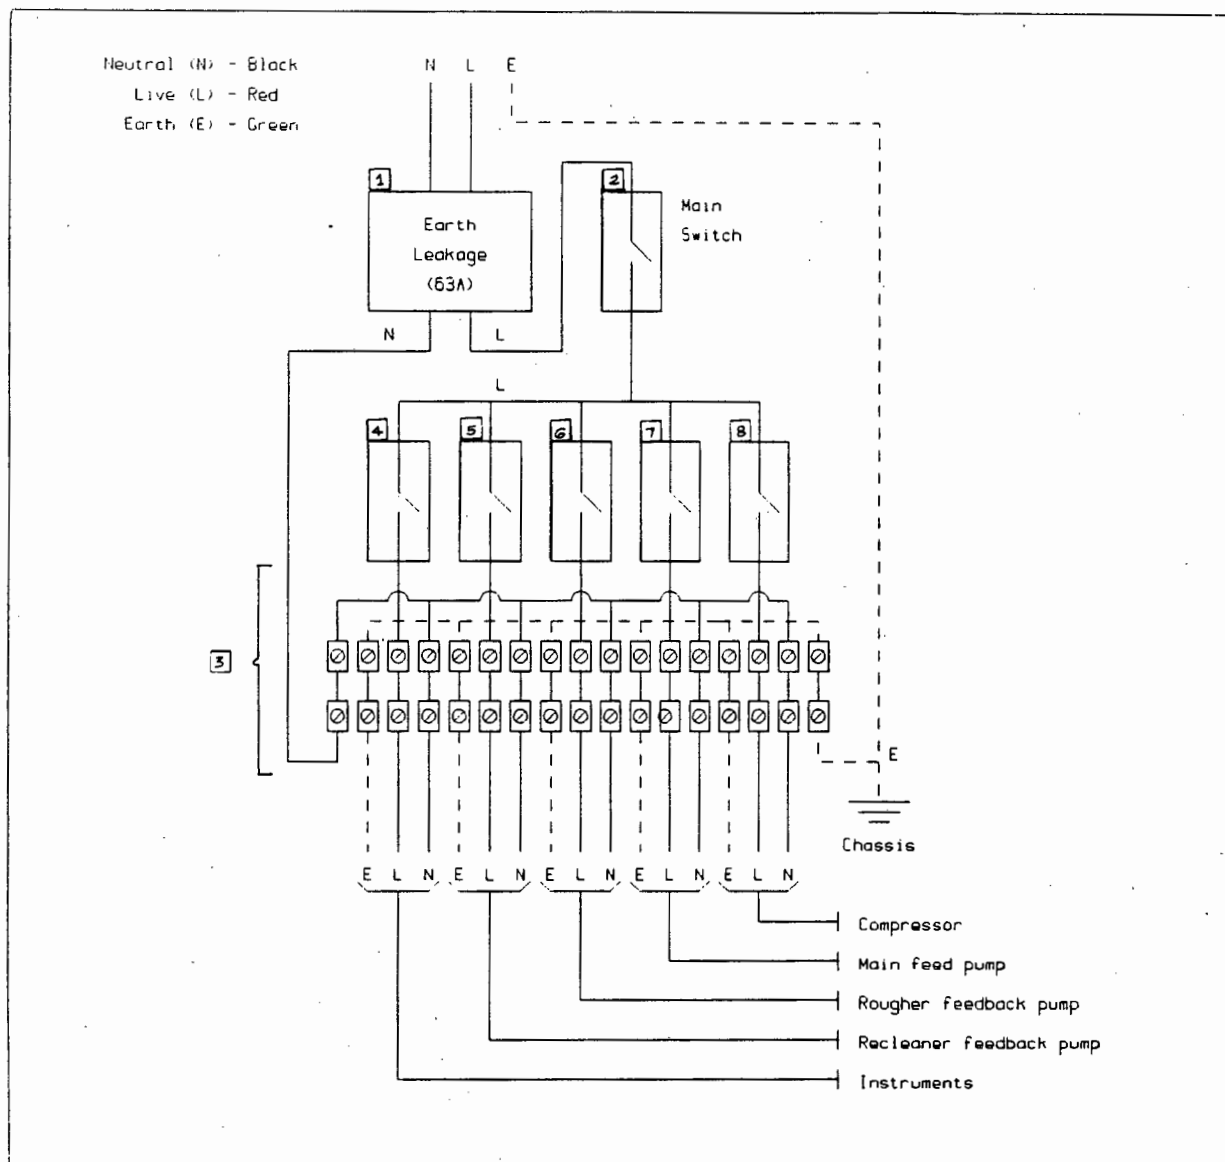 Neutral (N) - Black
Live (L) - Red
Earth (E) - Green
N L E
1
2
Earth
Leakage
(63A)
Main
Switch
N
L
L
4
5
6
7
8
3
E
Chassis
E L N E L N E L N E L N E L N
Compressor
Main feed pump
Rougher feedback pump
Recleaner feedback pump
Instruments